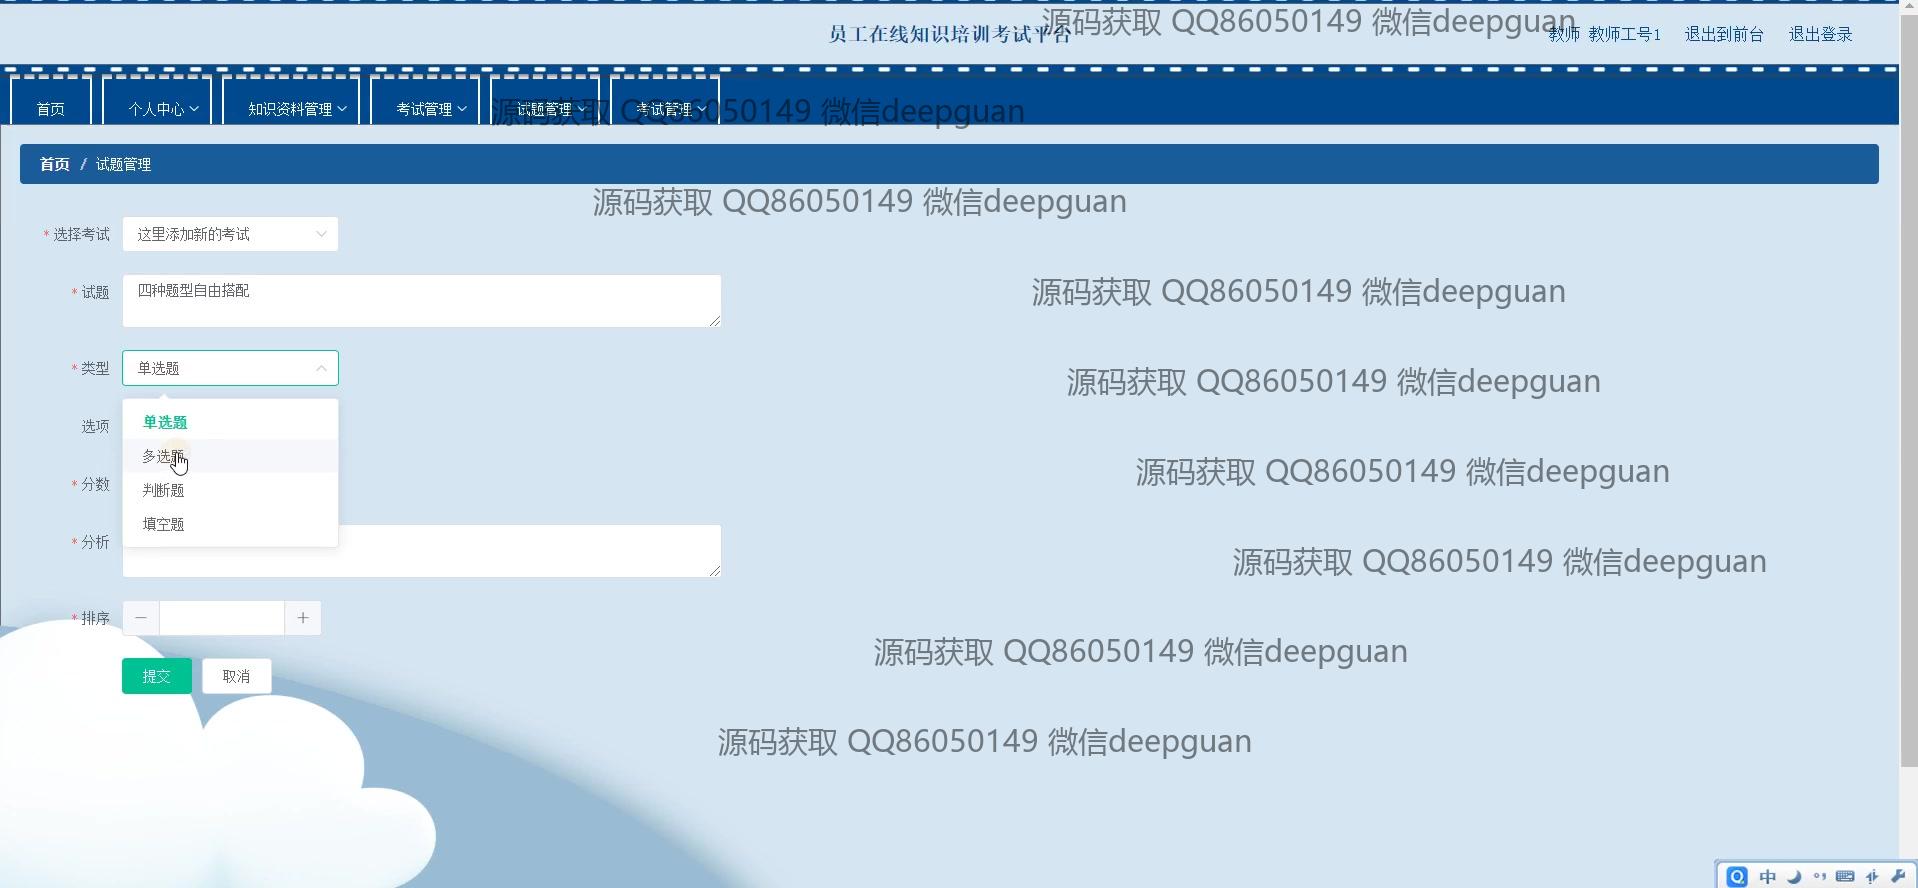 员工在线知识培训考试平台
源码获取 QQ86050149 微信deepguan
教师 教师工号1 退出到前台 退出登录
首页 个人中心 知识资料管理 考试管理 试题管理 考试管理
源码获取 QQ86050149 微信deepguan
首页 / 试题管理
源码获取 QQ86050149 微信deepguan
* 选择考试 这里添加新的考试
* 试题 四种题型自由搭配
源码获取 QQ86050149 微信deepguan
* 类型 单选题
源码获取 QQ86050149 微信deepguan
选项 单选题
多选题
源码获取 QQ86050149 微信deepguan
* 分数 判断题
填空题
* 分析
源码获取 QQ86050149 微信deepguan
* 排序
源码获取 QQ86050149 微信deepguan
提交 取消
源码获取 QQ86050149 微信deepguan
中